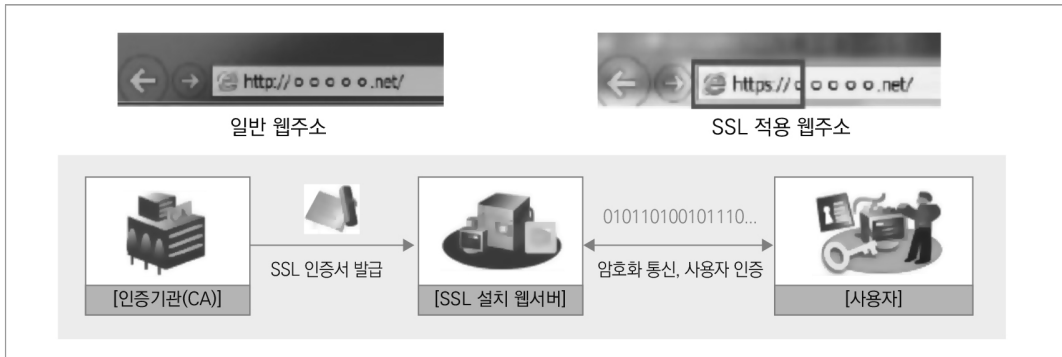 http://ooooo.net/
https://ooooo.net/
일반 웹주소
SSL 적용 웹주소
010110100101110...
SSL 인증서 발급
암호화 통신, 사용자 인증
[인증기관(CA)]
[SSL 설치 웹서버]
[사용자]